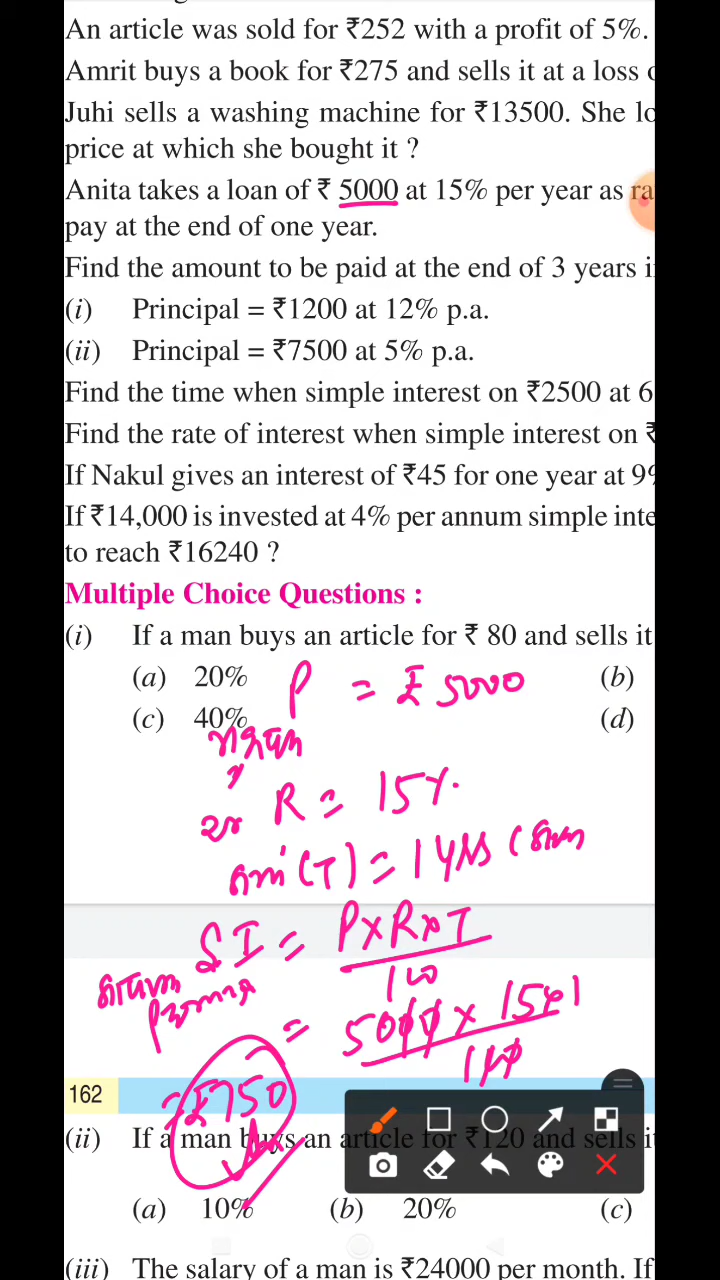 An article was sold for ₹252 with a profit of 5%.
Amrit buys a book for ₹275 and sells it at a loss
Juhi sells a washing machine for ₹13500. She
price at which she bought it ?
Anita takes a loan of ₹ 5000 at 15% per year as
pay at the end of one year.
Find the amount to be paid at the end of 3 years
(i) Principal = ₹1200 at 12% p.a.
(ii) Principal = ₹7500 at 5% p.a.
Find the time when simple interest on ₹2500 at 6
Find the rate of interest when simple interest on ₹
If Nakul gives an interest of ₹45 for one year at 9%
If ₹14,000 is invested at 4% per annum simple
to reach ₹16240 ?
Multiple Choice Questions :
(i) If a man buys an article for ₹ 80 and sells it
(a) 20% (b)
(c) 40% (d)
P = ₹ 5000
R = 15%
(T) = 1
SI = P×R×T
100
= 5000 × 15×1
100
162
= ₹750
(ii) If a man buys an article for ₹120 and sells
(a) 10% (b) 20% (c)
(iii) The salary of a man is ₹24000 per month. If